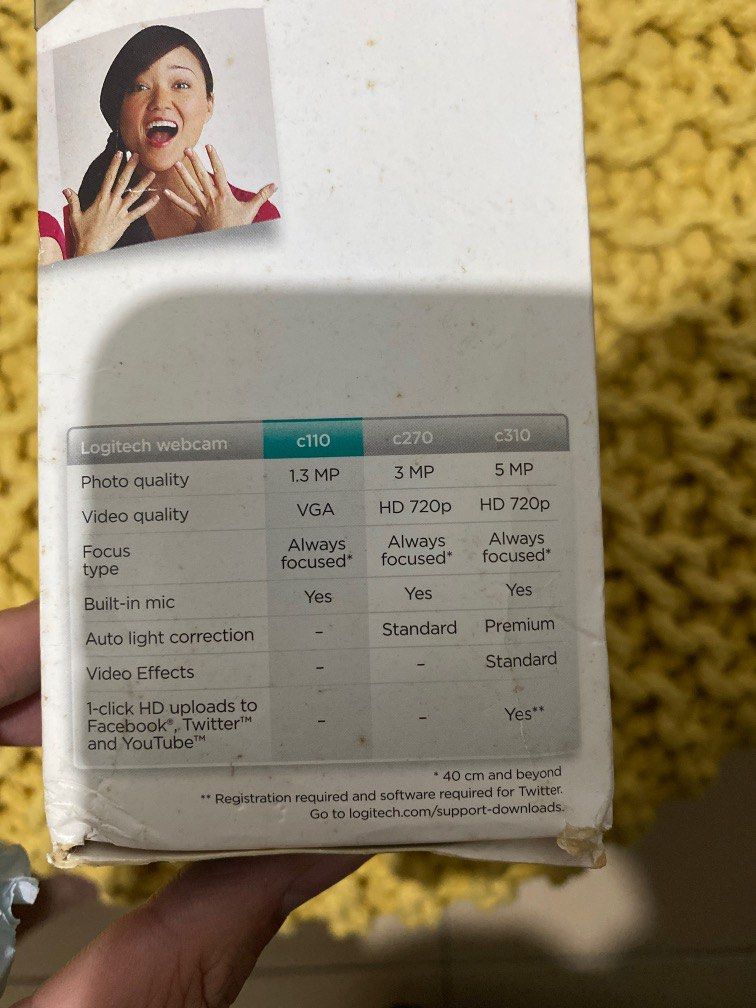 Logitech webcam c110 c270 c310
Photo quality 1.3 MP 3 MP 5 MP
Video quality VGA HD 720p HD 720p
Focus
type
Always
focused*
Always
focused*
Always
focused*
Built-in mic Yes Yes Yes
Auto light correction – Standard Premium
Video Effects – – Standard
1-click HD uploads to
Facebook®, Twitter™
and YouTube™
– – Yes**
* 40 cm and beyond
** Registration required and software required for Twitter.
Go to logitech.com/support-downloads.